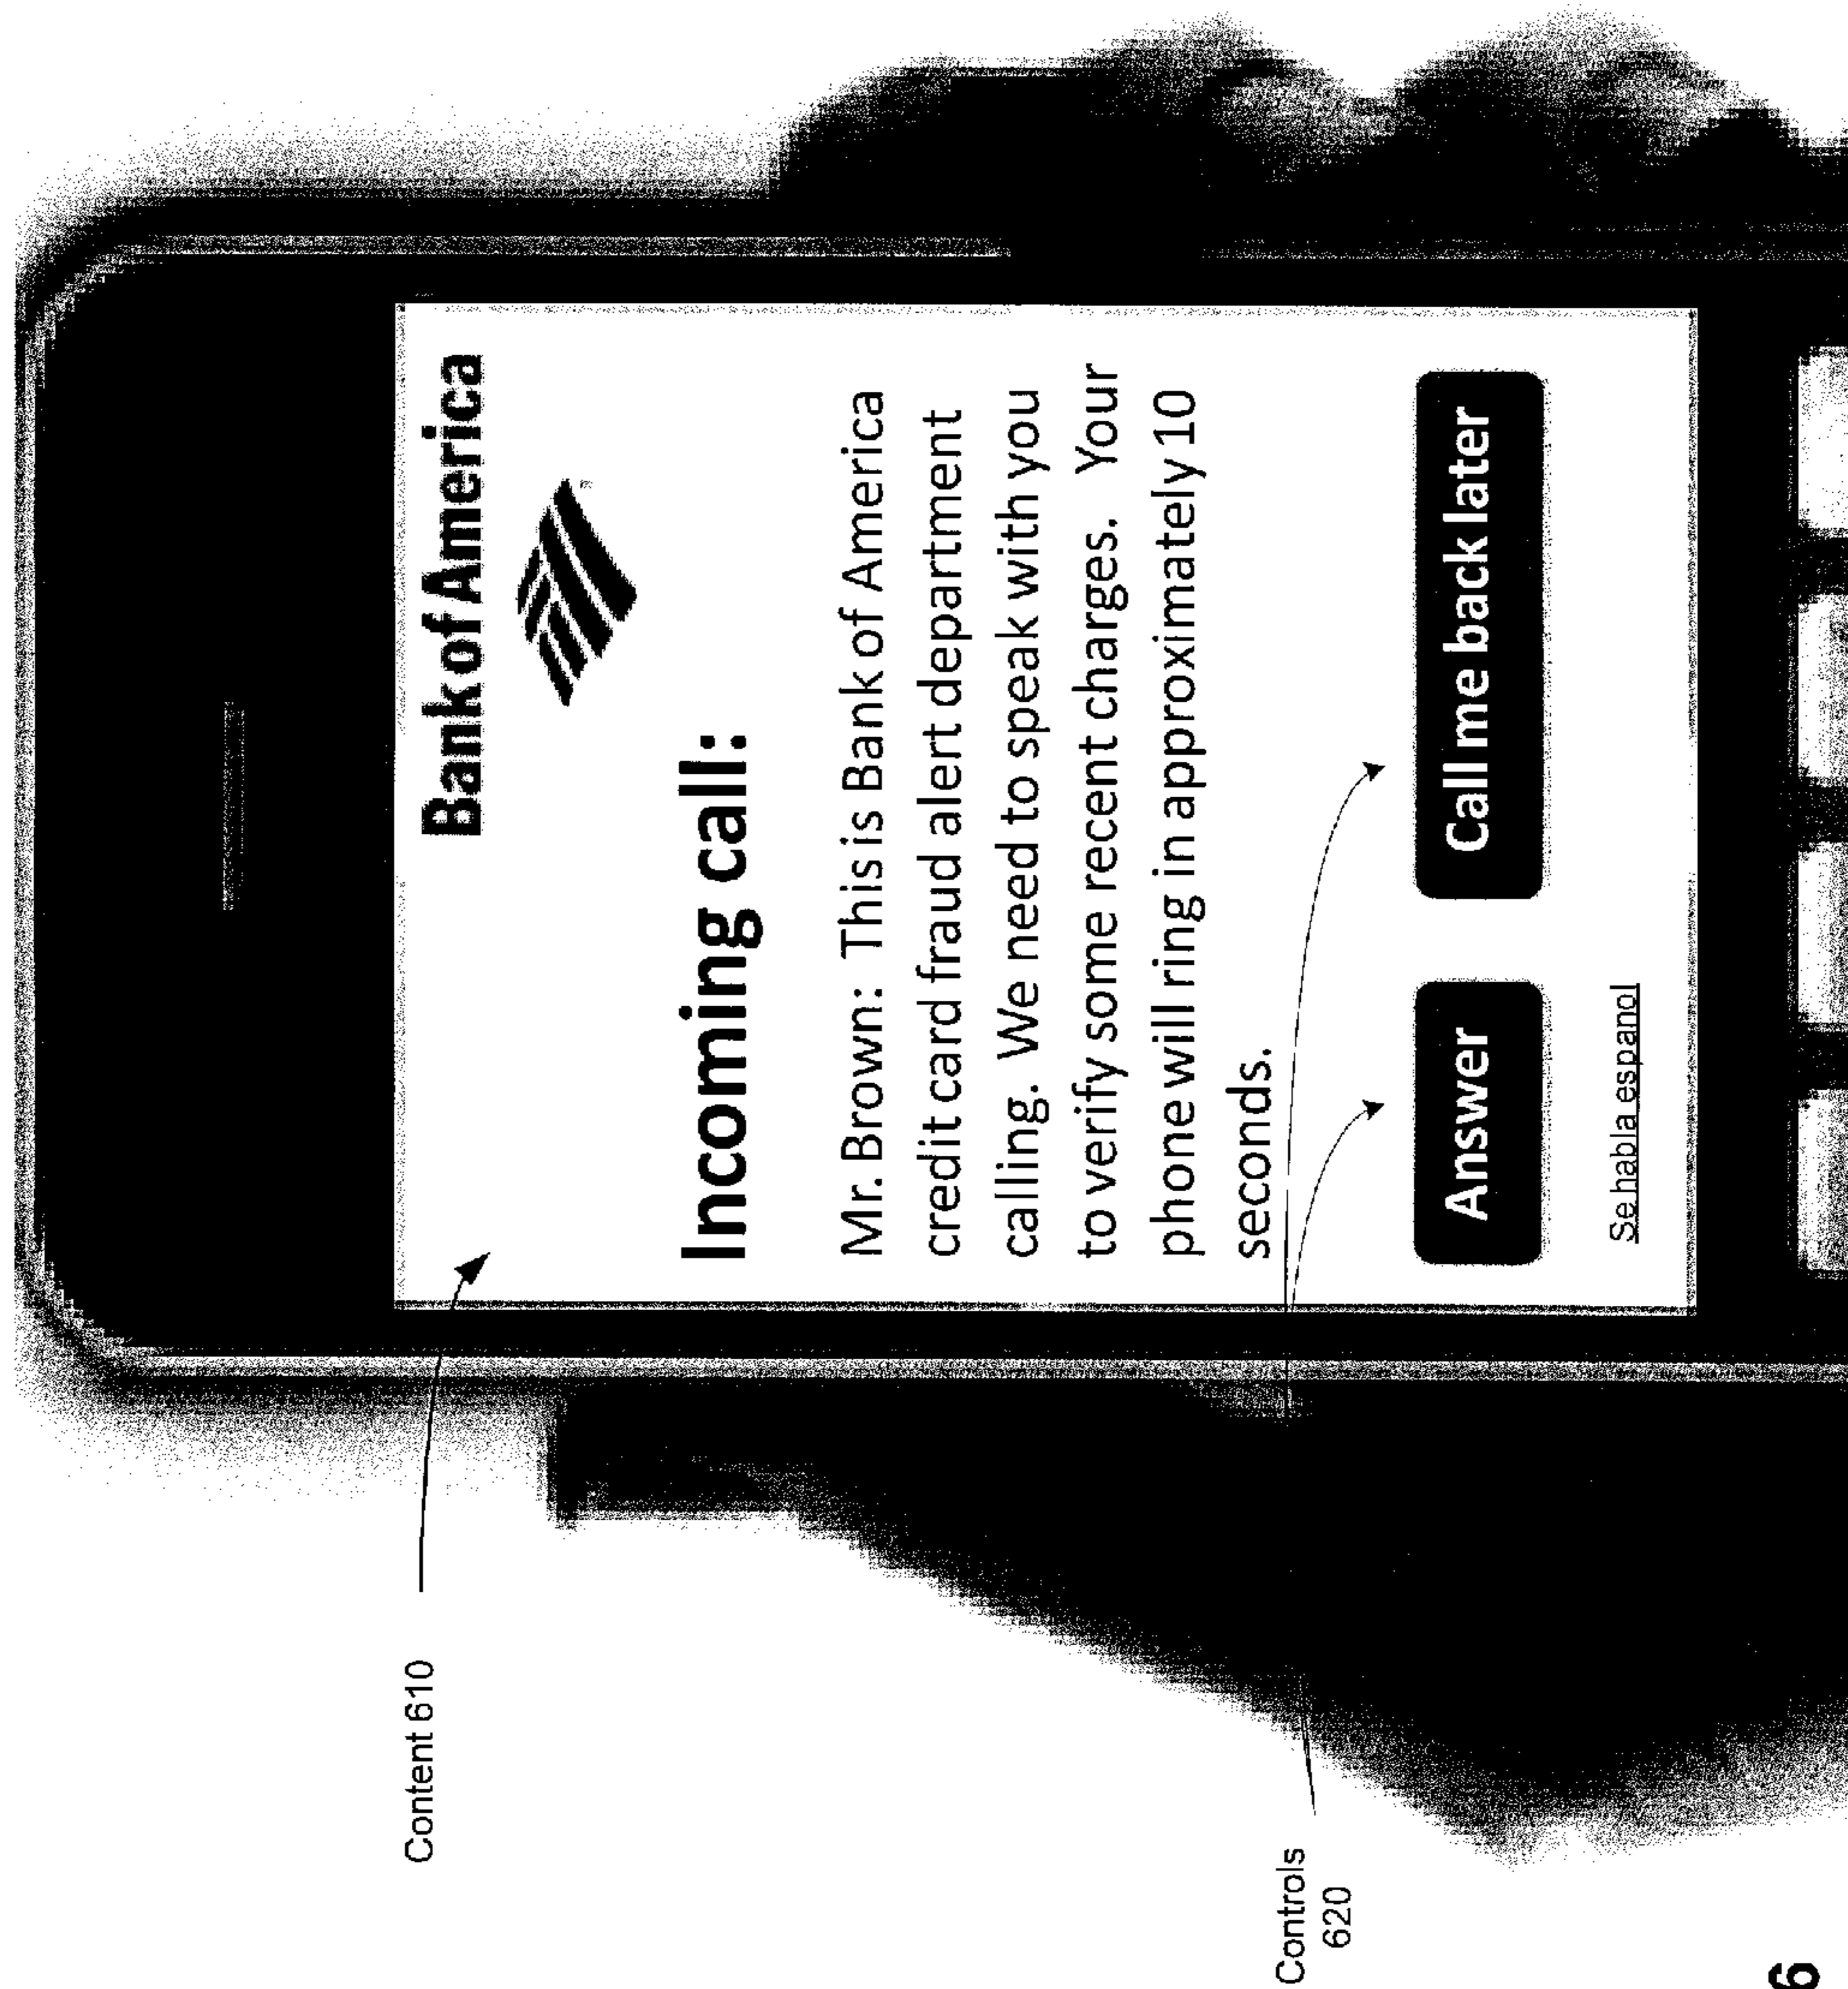 Bank of America
TM
Incoming call:
Mr. Brown:  This is Bank of America
credit card fraud alert department
calling.  We need to speak with you
to verify some recent charges.  Your
phone will ring in approximately 10
seconds.
Answer
Call me back later
Se habla espanol
Content 610
Controls
620
6